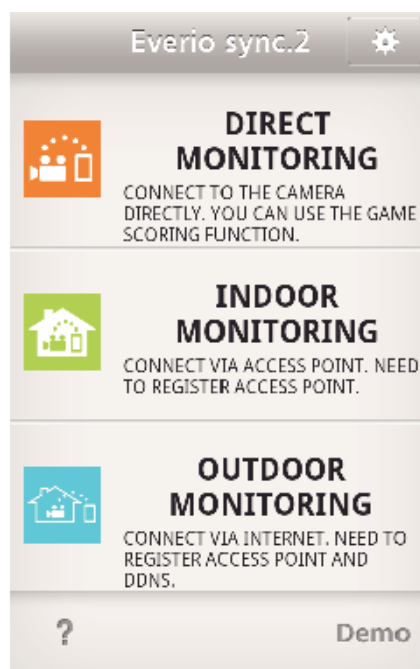 Everio sync.2
DIRECT
MONITORING
CONNECT TO THE CAMERA
DIRECTLY. YOU CAN USE THE GAME
SCORING FUNCTION.
INDOOR
MONITORING
CONNECT VIA ACCESS POINT. NEED
TO REGISTER ACCESS POINT.
OUTDOOR
MONITORING
CONNECT VIA INTERNET. NEED TO
REGISTER ACCESS POINT AND
DDNS.
? Demo